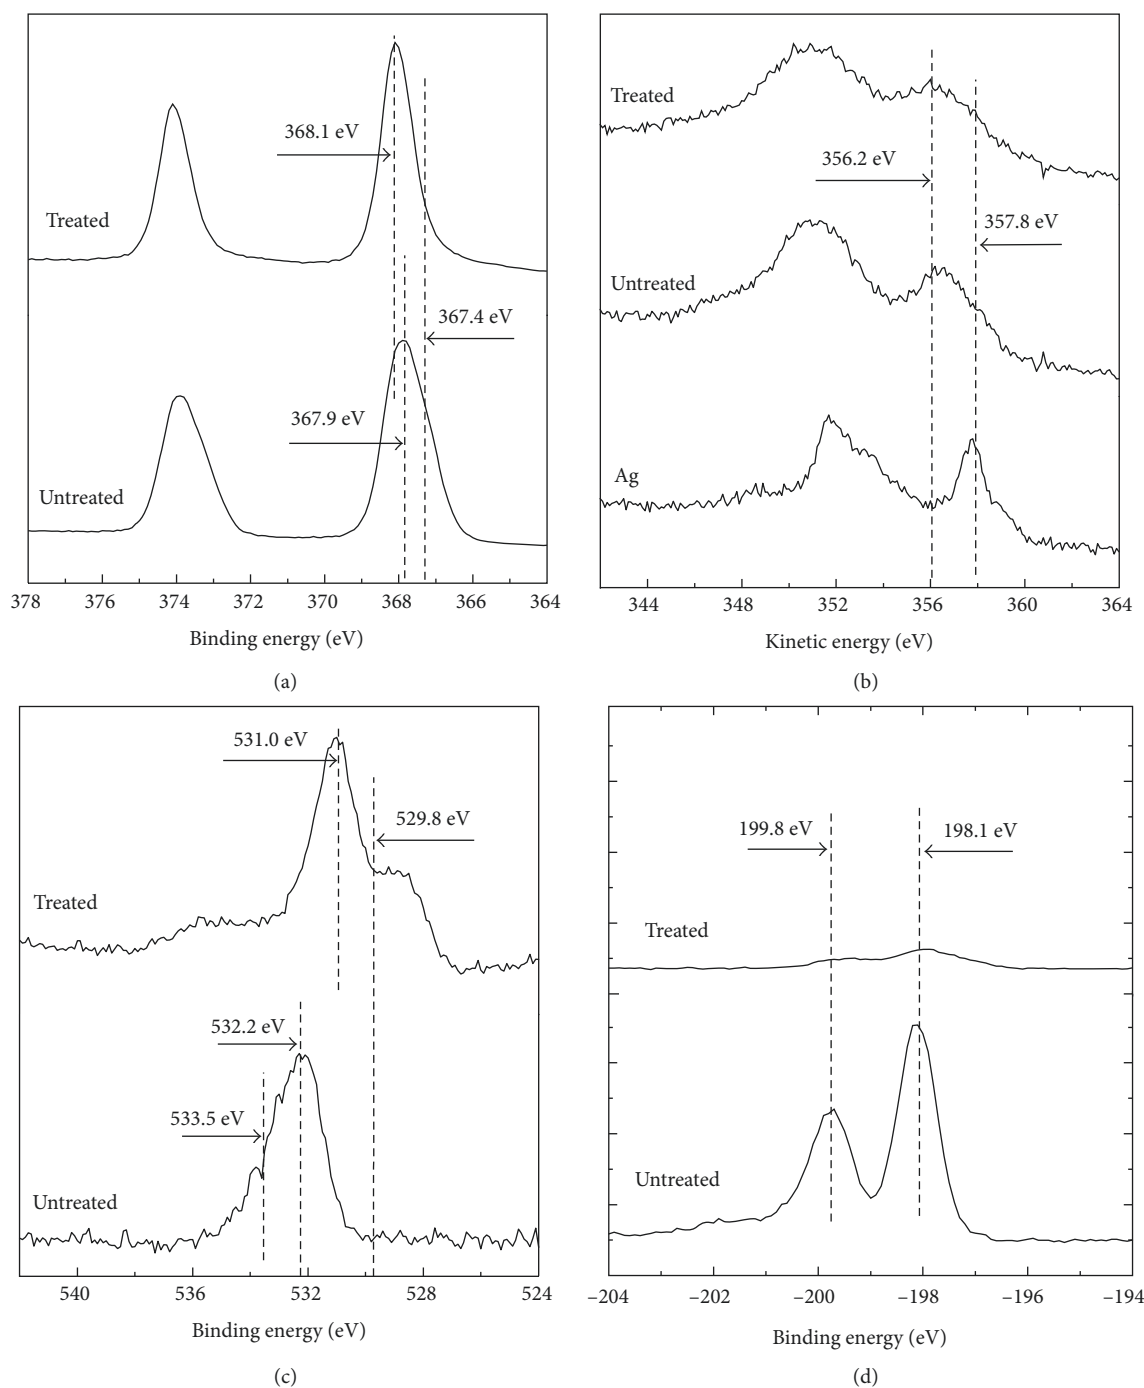 368.1 eV
Treated
367.4 eV
367.9 eV
Untreated
378 376 374 372 370 368 366 364
Binding energy (eV)
(a)
Treated
356.2 eV
357.8 eV
Untreated
Ag
344 348 352 356 360 364
Kinetic energy (eV)
(b)
531.0 eV
529.8 eV
Treated
532.2 eV
533.5 eV
Untreated
540 536 532 528 524
Binding energy (eV)
(c)
199.8 eV
198.1 eV
Treated
Untreated
−204 −202 −200 −198 −196 −194
Binding energy (eV)
(d)